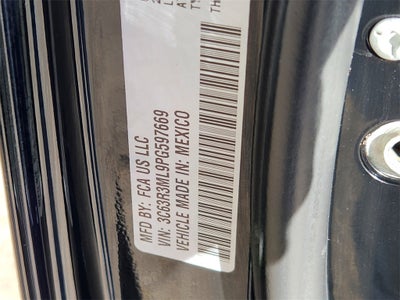 MFD BY: FCA US LLC
VIN: 3C63R3ML9PG597669
VEHICLE MADE IN: MEXICO